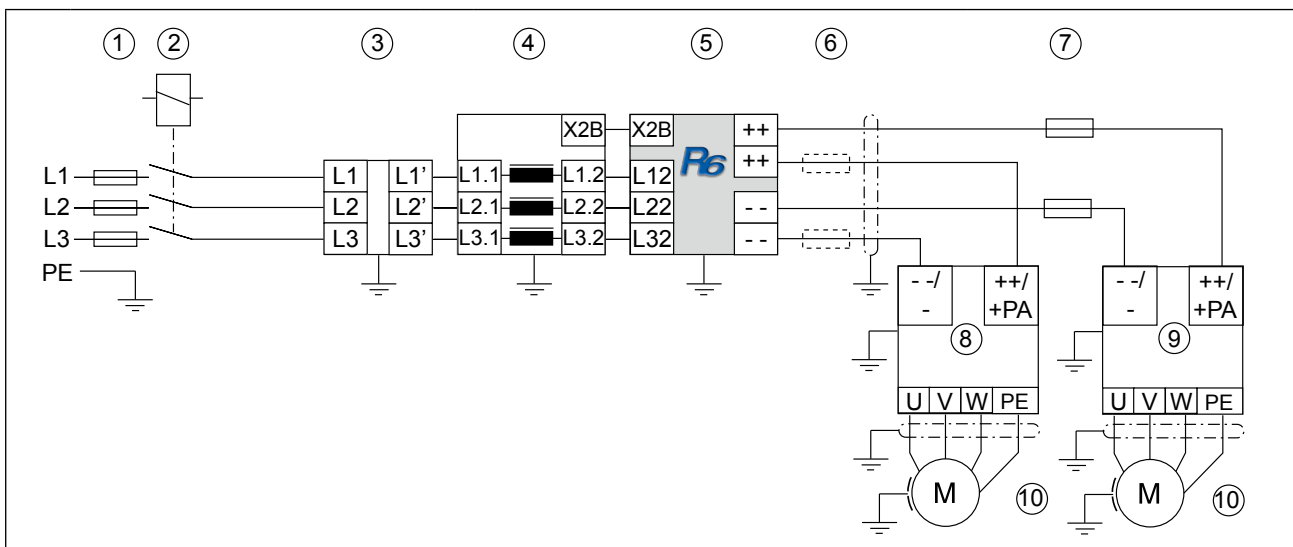 ① ② ③ ④ ⑤ ⑥ ⑦
X2B X2B ++
R6
++
L1 L1 L1' L1.1 L1.2 L12
L2 L2 L2' L2.1 L2.2 L22 - -
L3 L3 L3' L3.1 L3.2 L32 - -
PE
- -/ ++/ - -/ ++/
- +PA - +PA
⑧ ⑨
U V W PE U V W PE
M ⑩ M ⑩